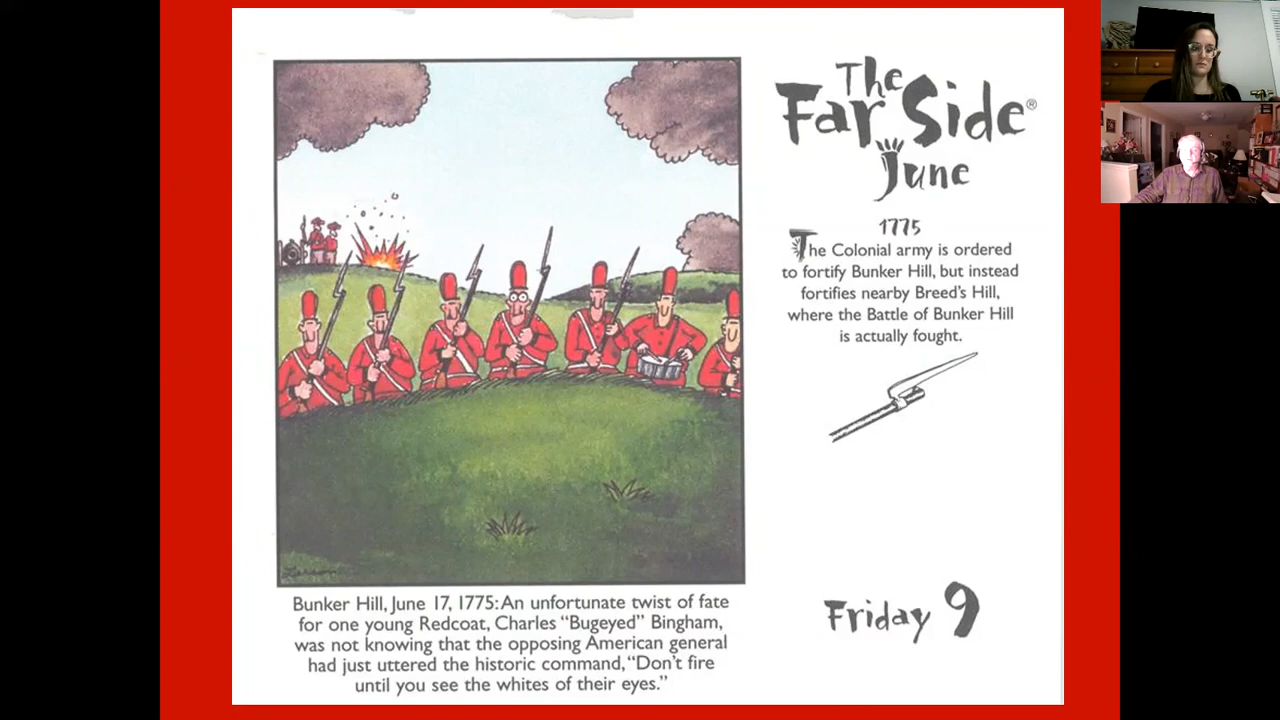 The
Far Side®
June
1775
The Colonial army is ordered
to fortify Bunker Hill, but instead
fortifies nearby Breed's Hill,
where the Battle of Bunker Hill
is actually fought.
Friday 9
Larson
Bunker Hill, June 17, 1775: An unfortunate twist of fate
for one young Redcoat, Charles “Bugeyed” Bingham,
was not knowing that the opposing American general
had just uttered the historic command, “Don't fire
until you see the whites of their eyes.”